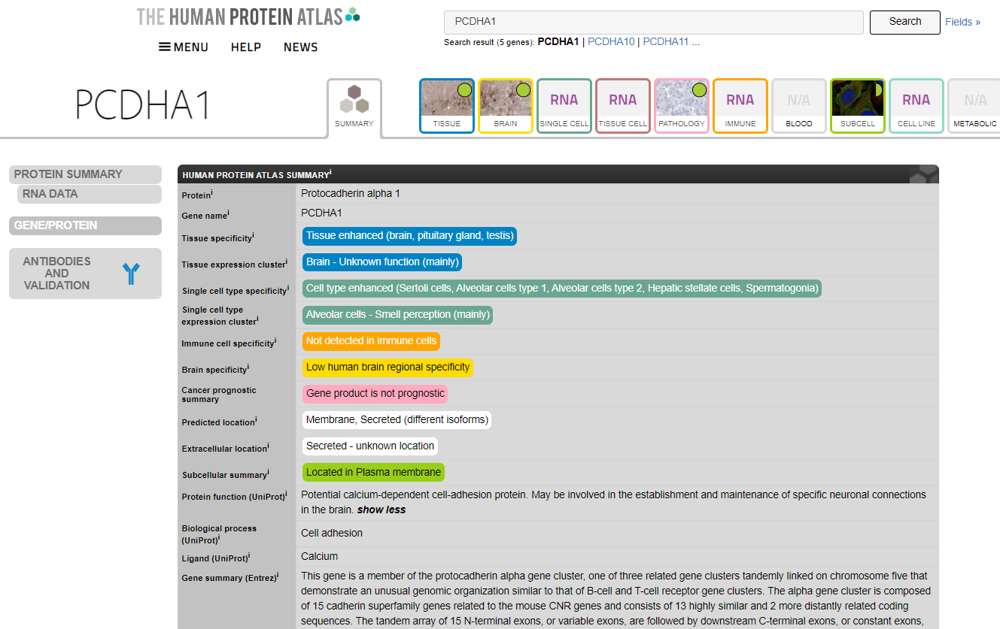 THE HUMAN PROTEIN ATLAS
PCDHA1
Search
Fields »
Search result (5 genes): PCDHA1 | PCDHA10 | PCDHA11 ...
MENU HELP NEWS
PCDHA1
SUMMARY
TISSUE
BRAIN
RNA
SINGLE CELL
RNA
TISSUE CELL
PATHOLOGY
RNA
IMMUNE
N/A
BLOOD
SUBCELL
RNA
CELL LINE
N/A
METABOLIC
PROTEIN SUMMARY
RNA DATA
GENE/PROTEIN
ANTIBODIES
AND
VALIDATION
HUMAN PROTEIN ATLAS SUMMARYi
Proteini Protocadherin alpha 1
Gene namei PCDHA1
Tissue specificityi Tissue enhanced (brain, pituitary gland, testis)
Tissue expression clusteri Brain - Unknown function (mainly)
Single cell type specificityi Cell type enhanced (Sertoli cells, Alveolar cells type 1, Alveolar cells type 2, Hepatic stellate cells, Spermatogonia)
Single cell type
expression clusteri Alveolar cells - Smell perception (mainly)
Immune cell specificityi Not detected in immune cells
Brain specificityi Low human brain regional specificity
Cancer prognostic
summary Gene product is not prognostic
Predicted locationi Membrane, Secreted (different isoforms)
Extracellular locationi Secreted - unknown location
Subcellular summaryi Located in Plasma membrane
Protein function (UniProt)i Potential calcium-dependent cell-adhesion protein. May be involved in the establishment and maintenance of specific neuronal connections
in the brain. show less
Biological process
(UniProt)i Cell adhesion
Ligand (UniProt)i Calcium
Gene summary (Entrez)i This gene is a member of the protocadherin alpha gene cluster, one of three related gene clusters tandemly linked on chromosome five that
demonstrate an unusual genomic organization similar to that of B-cell and T-cell receptor gene clusters. The alpha gene cluster is composed
of 15 cadherin superfamily genes related to the mouse CNR genes and consists of 13 highly similar and 2 more distantly related coding
sequences. The tandem array of 15 N-terminal exons, or variable exons, are followed by downstream C-terminal exons, or constant exons,